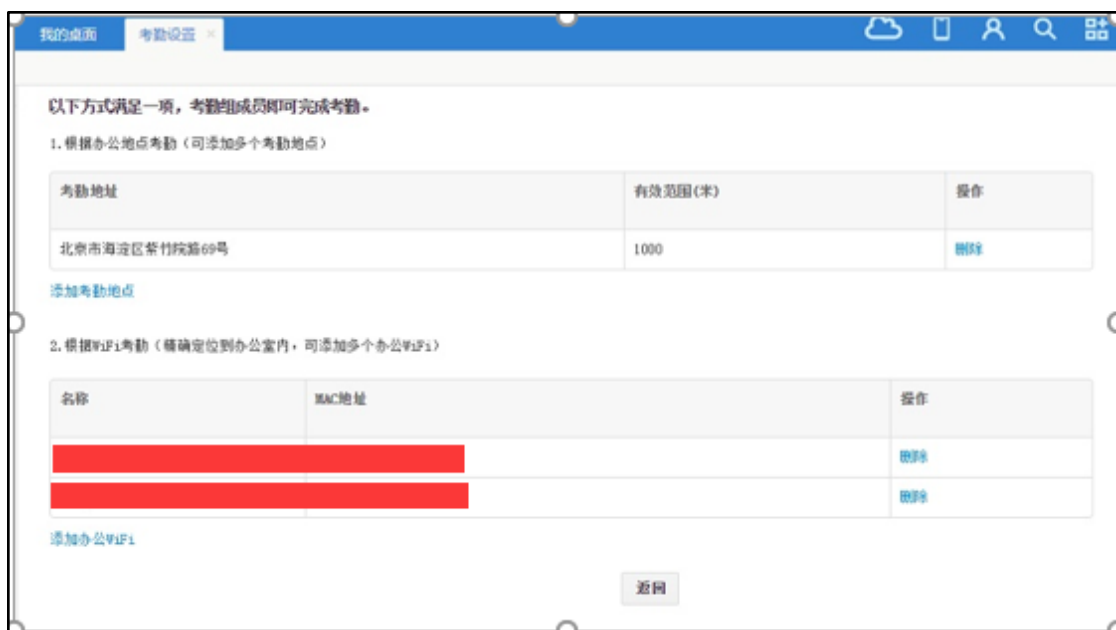 我的桌面 考勤设置 ×
以下方式满足一项，考勤组成员即可完成考勤。
1.根据办公地点考勤（可添加多个考勤地点）
考勤地址 有效范围(米) 操作
北京市海淀区紫竹院路69号 1000 删除
添加考勤地点
2.根据WiFi考勤（精确定位到办公室内，可添加多个办公WiFi）
名称 MAC地址 操作
删除
删除
添加办公WiFi
返回